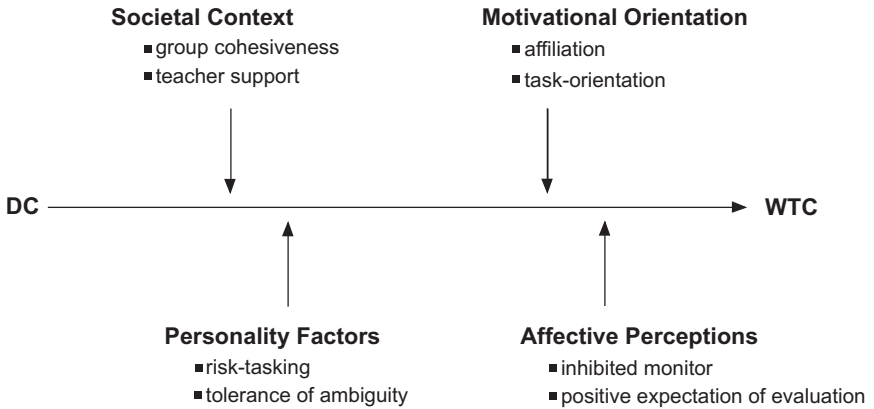 Societal Context
■ group cohesiveness
■ teacher support
Motivational Orientation
■ affiliation
■ task-orientation
DC
WTC
Personality Factors
■ risk-tasking
■ tolerance of ambiguity
Affective Perceptions
■ inhibited monitor
■ positive expectation of evaluation